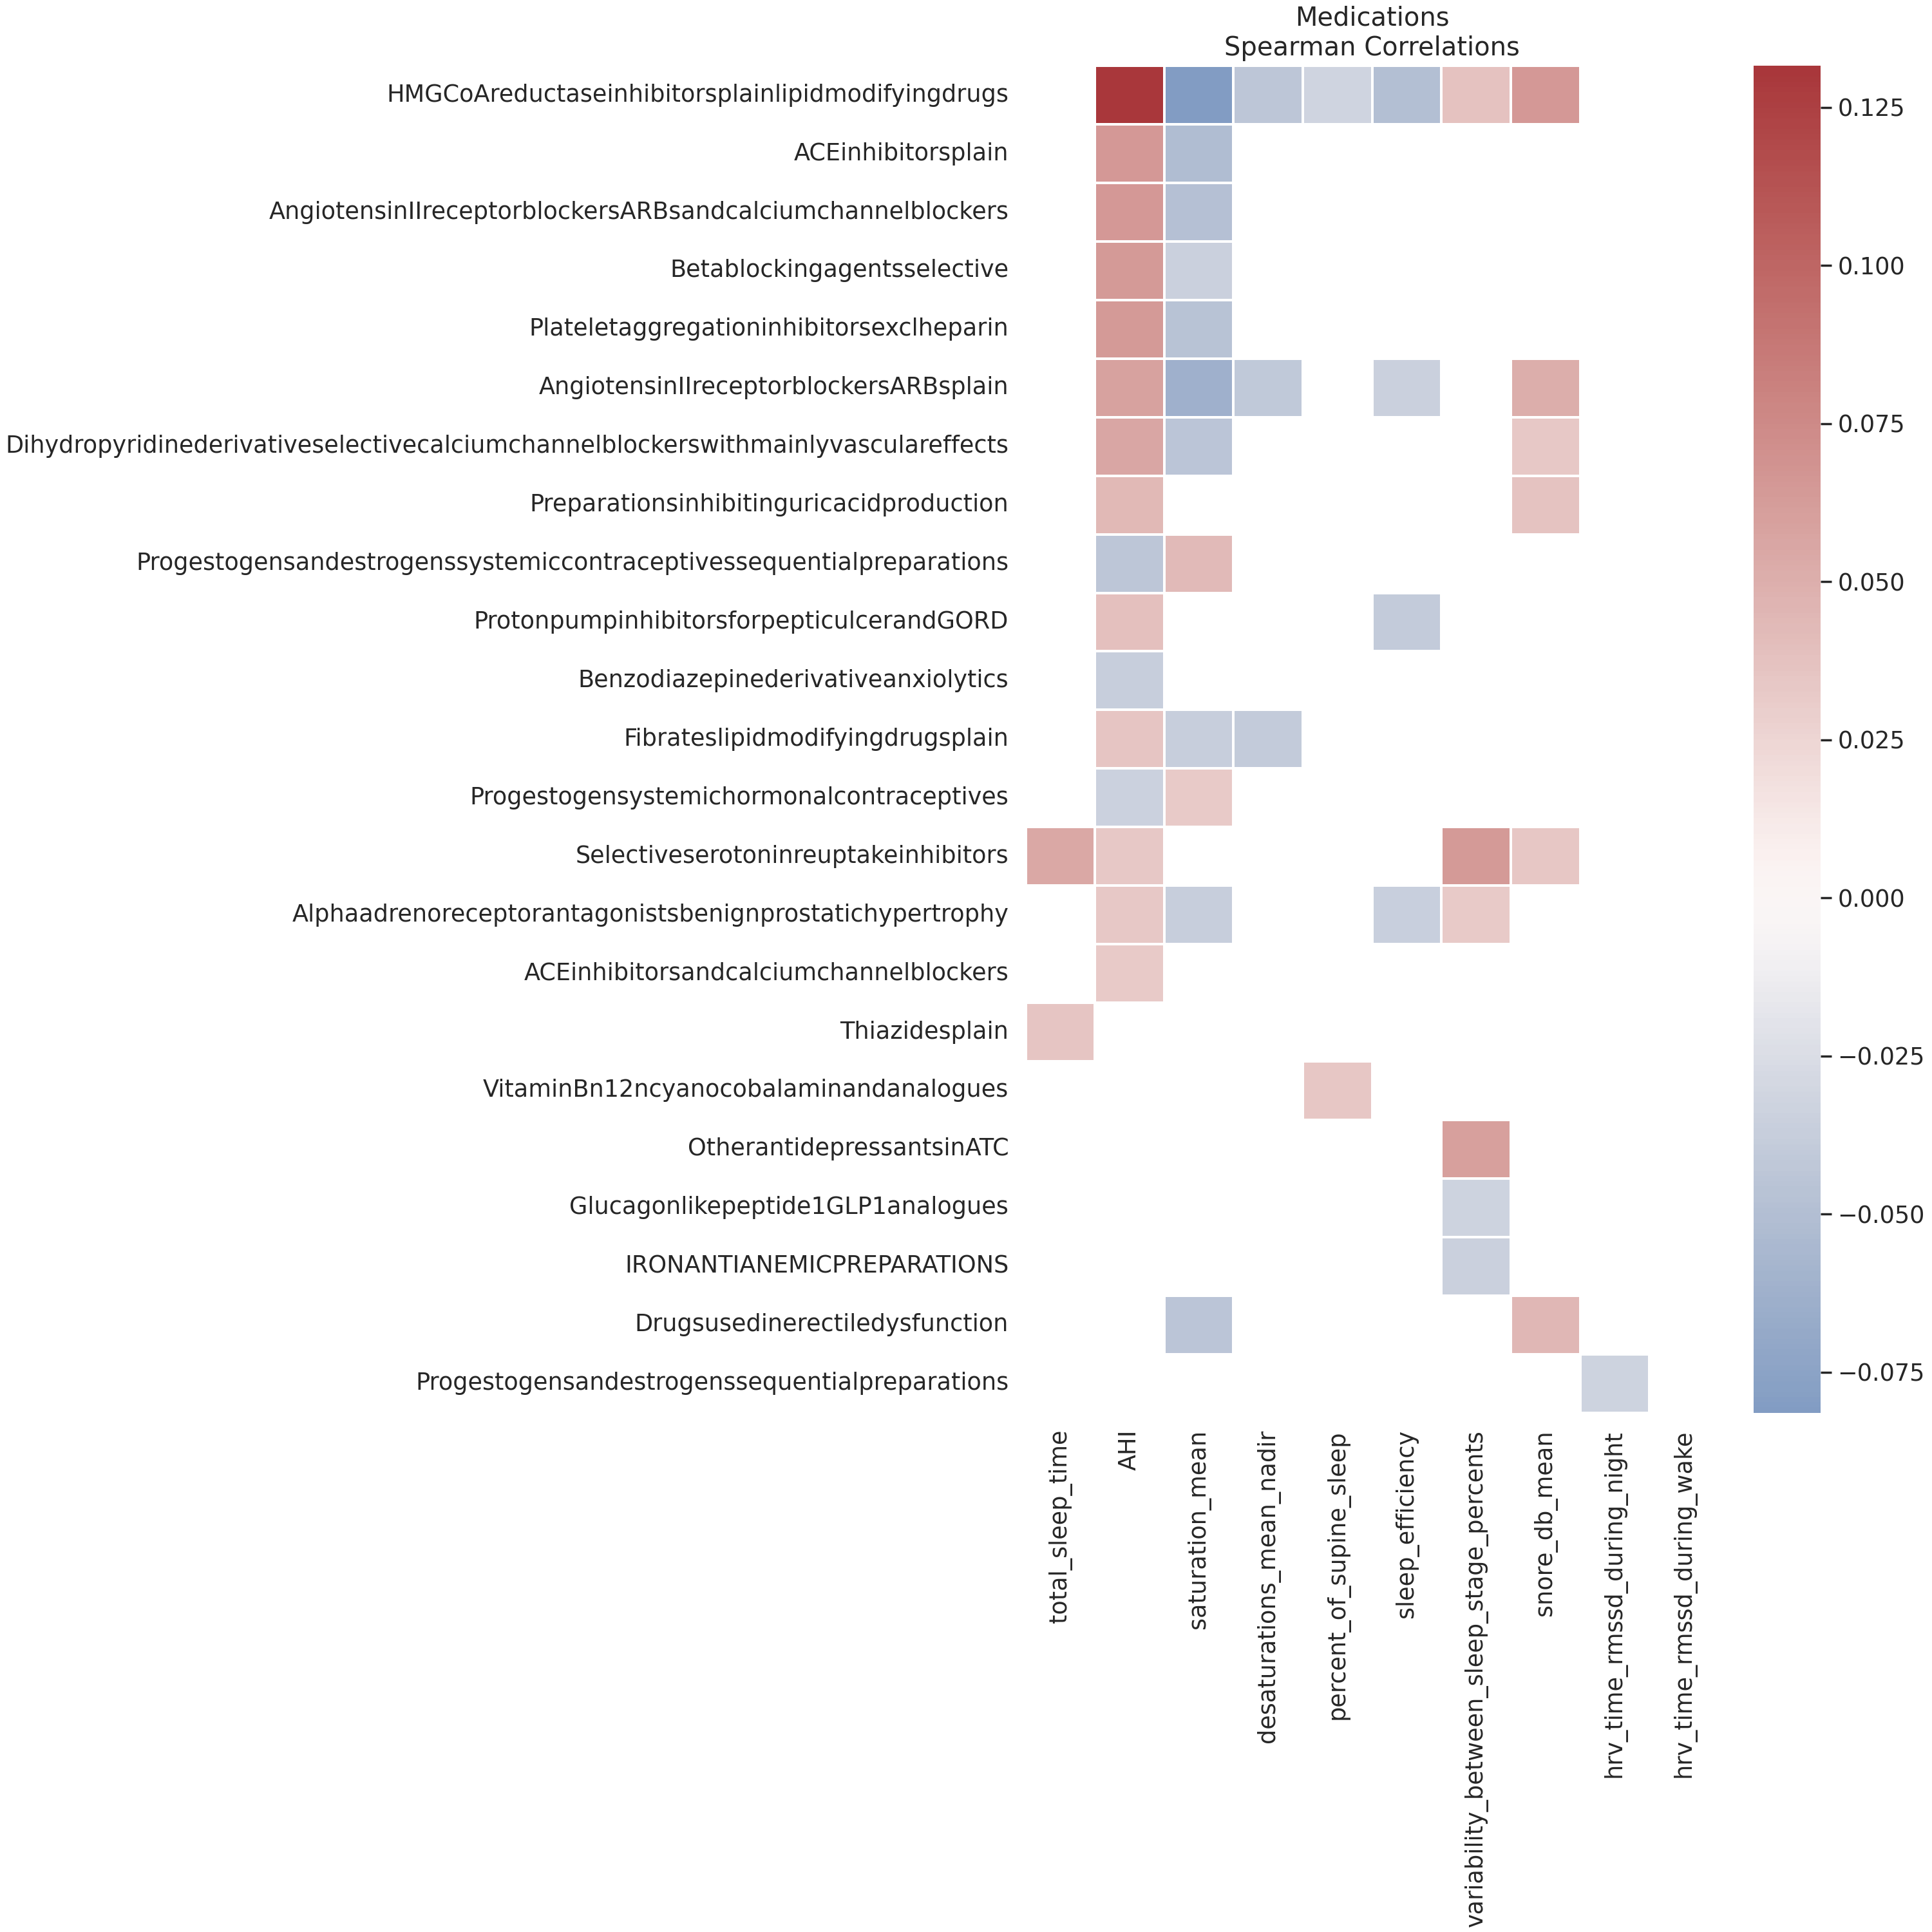 Medications
Spearman Correlations
HMGCoAreductaseinhibitorsplainlipidmodifyingdrugs
ACEinhibitorsplain
AngiotensinIIreceptorblockersARBsandcalciumchannelblockers
Betablockingagentsselective
Plateletaggregationinhibitorsexclheparin
AngiotensinIIreceptorblockersARBsplain
Dihydropyridinederivativeselectivecalciumchannelblockerswithmainlyvasculareffects
Preparationsinhibitinguricacidproduction
Progestogensandestrogenssystemiccontraceptivessequentialpreparations
ProtonpumpinhibitorsforpepticulcerandGORD
Benzodiazepinederivativeanxiolytics
Fibrateslipidmodifyingdrugsplain
Progestogensystemichormonalcontraceptives
Selectiveserotoninreuptakeinhibitors
Alphaadrenoreceptorantagonistsbenignprostatichypertrophy
ACEinhibitorsandcalciumchannelblockers
Thiazidesplain
VitaminBn12ncyanocobalaminandanalogues
OtherantidepressantsinATC
Glucagonlikepeptide1GLP1analogues
IRONANTIANEMICPREPARATIONS
Drugsusedinerectiledysfunction
Progestogensandestrogenssequentialpreparations
total_sleep_time
AHI
saturation_mean
desaturations_mean_nadir
percent_of_supine_sleep
sleep_efficiency
variability_between_sleep_stage_percents
snore_db_mean
hrv_time_rmssd_during_night
hrv_time_rmssd_during_wake
0.125
0.100
0.075
0.050
0.025
0.000
−0.025
−0.050
−0.075